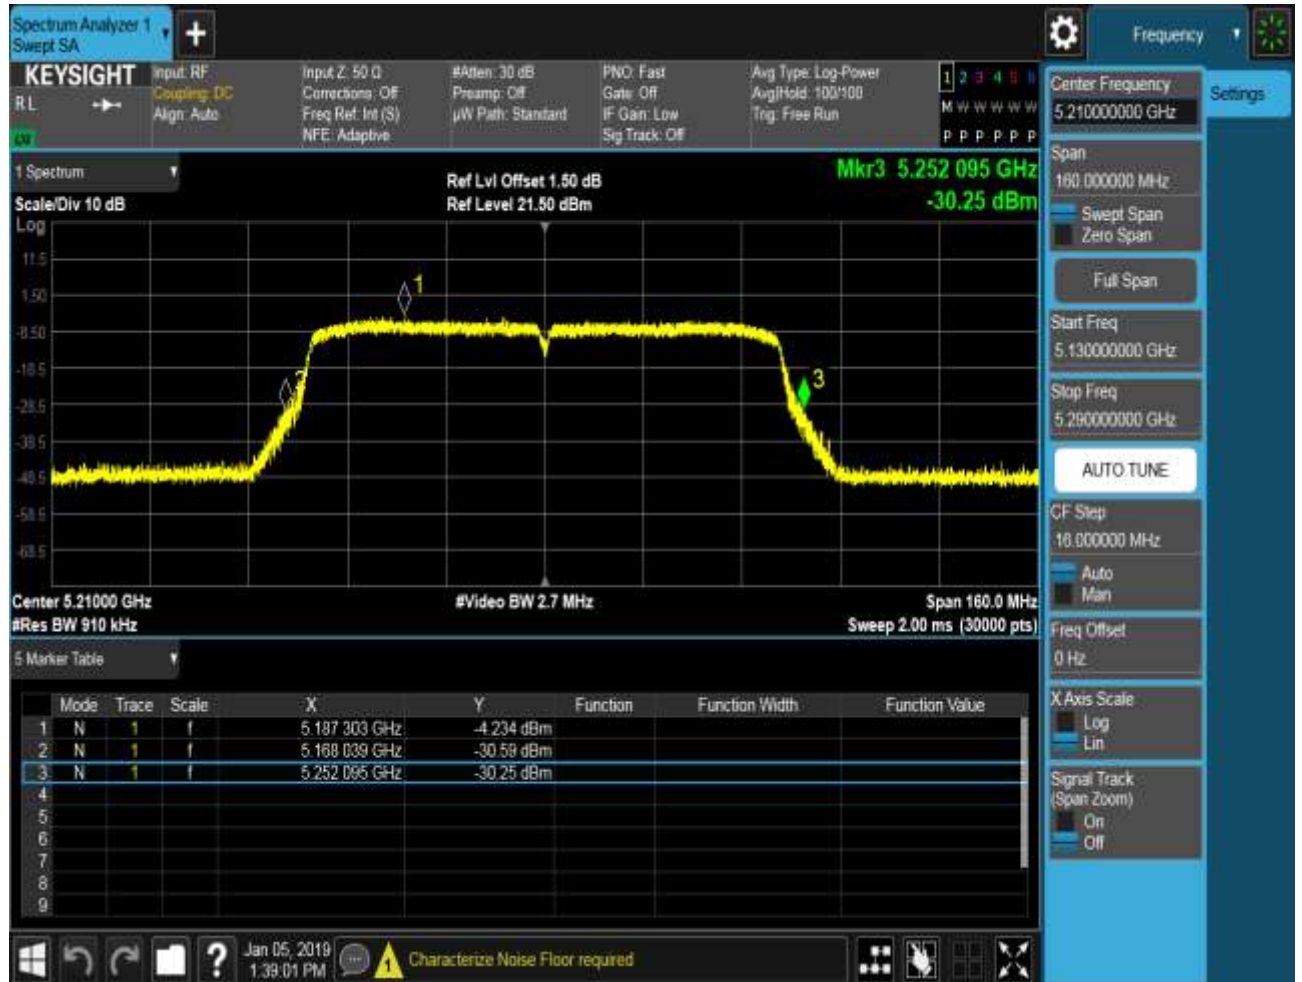 Spectrum Analyzer 1
Swept SA
+
Frequency
KEYSIGHT
Input: RF
Coupling: DC
Align: Auto
Input Z: 50 Ω
Corrections: Off
Freq Ref: Int (S)
NFE: Adaptive
#Atten: 30 dB
Preamp: Off
µW Path: Standard
PNO: Fast
Gate: Off
IF Gain: Low
Sig Track: Off
Avg Type: Log-Power
Avg|Hold: 100/100
Trig: Free Run
1 2 3 4 5 6
M W W W W W
P P P P P P
R L
1 Spectrum
Scale/Div 10 dB
Ref Lvl Offset 1.50 dB
Ref Level 21.50 dBm
Mkr3 5.252 095 GHz
-30.25 dBm
Log
11.5
1.50
-8.50
-18.5
-28.5
-38.5
-48.5
-58.5
-68.5
1
2
3
Center 5.21000 GHz
#Res BW 910 kHz
#Video BW 2.7 MHz
Span 160.0 MHz
Sweep 2.00 ms (30000 pts)
5 Marker Table
Mode Trace Scale X Y Function Function Width Function Value
1 N 1 f 5.187 303 GHz -4.234 dBm
2 N 1 f 5.168 039 GHz -30.59 dBm
3 N 1 f 5.252 095 GHz -30.25 dBm
4
5
6
7
8
9
Jan 05, 2019
1:39:01 PM
?
1
Characterize Noise Floor required
Settings
Center Frequency
5.210000000 GHz
Span
160.000000 MHz
Swept Span
Zero Span
Full Span
Start Freq
5.130000000 GHz
Stop Freq
5.290000000 GHz
AUTO TUNE
CF Step
16.000000 MHz
Auto
Man
Freq Offset
0 Hz
X Axis Scale
Log
Lin
Signal Track
(Span Zoom)
On
Off